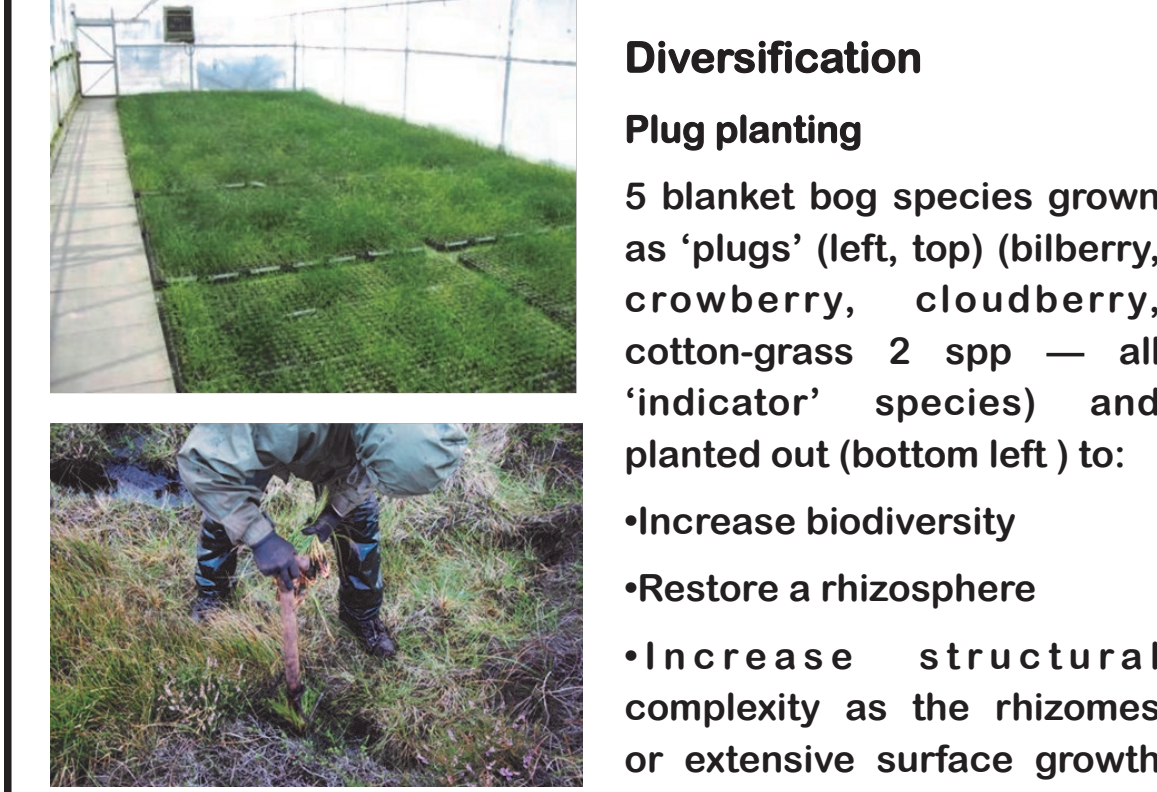 Diversification
Plug planting
5 blanket bog species grown
as ‘plugs’ (left, top) (bilberry,
crowberry, cloudberry,
cotton-grass 2 spp — all
‘indicator’ species) and
planted out (bottom left ) to:
•Increase biodiversity
•Restore a rhizosphere
•Increase structural
complexity as the rhizomes
or extensive surface growth